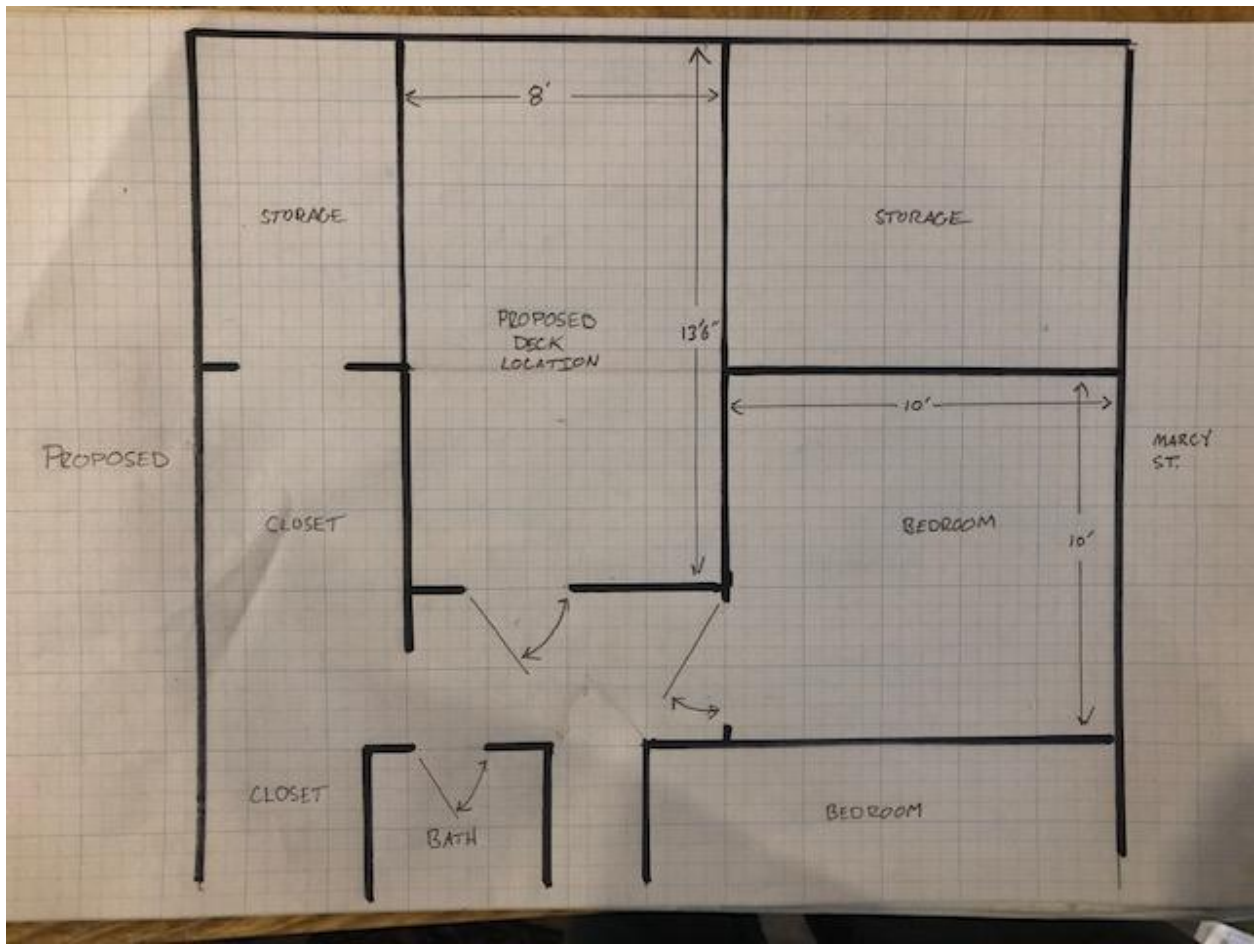 8'
STORAGE
STORAGE
PROPOSED
DECK
LOCATION
13'6"
10'
PROPOSED
MARCY
ST.
CLOSET
BEDROOM
10'
CLOSET
BATH
BEDROOM